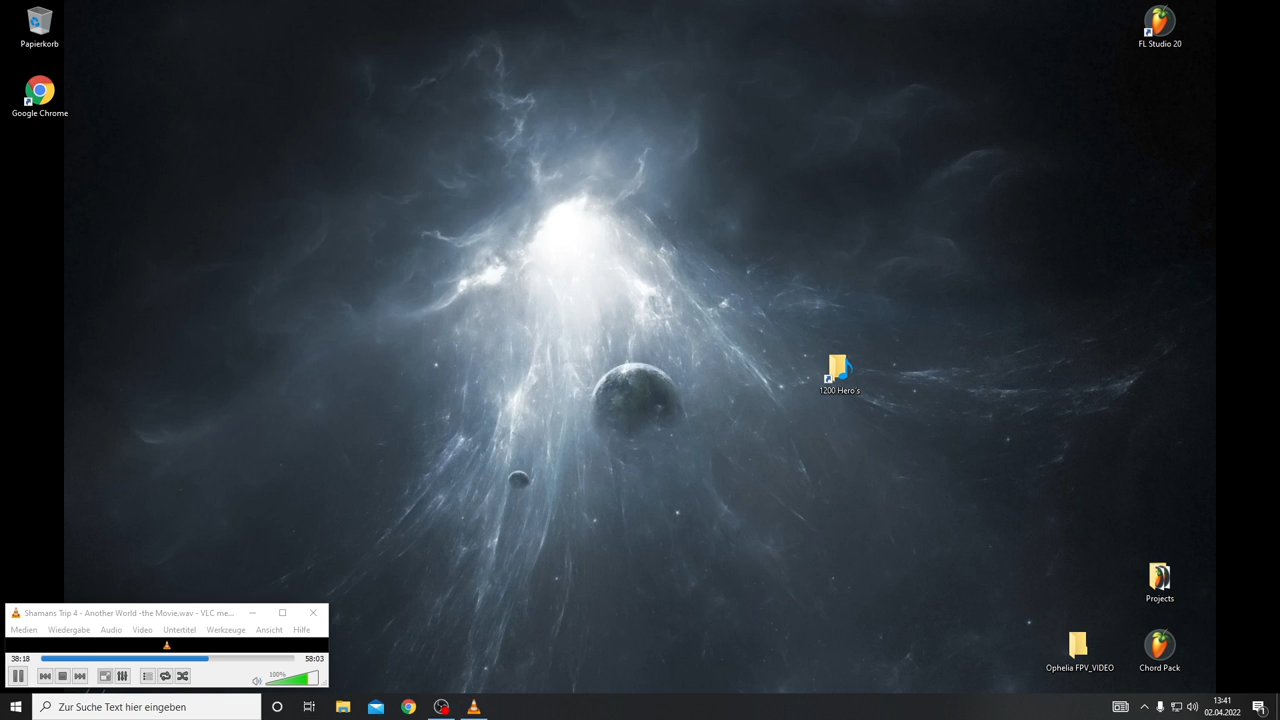 Papierkorb
Google Chrome
FL Studio 20
1200 Hero's
Projects
Ophelia FPV_VIDEO
Chord Pack
Shamans Trip 4 - Another World -the Movie.wav - VLC me...
Medien Wiedergabe Audio Video Untertitel Werkzeuge Ansicht Hilfe
38:18 58:03
100%
Zur Suche Text hier eingeben
13:41
02.04.2022
1